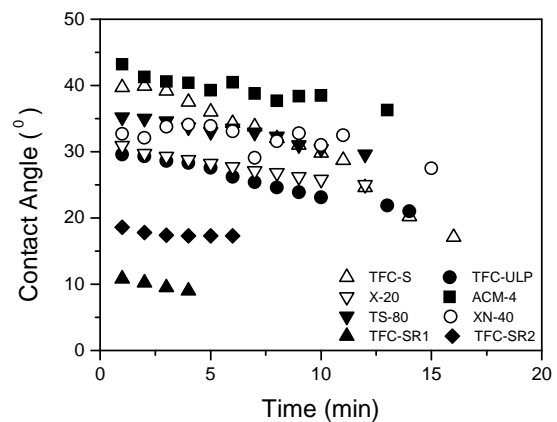 50
40
30
20
10
0
Contact Angle ( ⁰ )
TFC-S
TFC-ULP
X-20
ACM-4
TS-80
XN-40
TFC-SR1
TFC-SR2
0 5 10 15 20
Time (min)